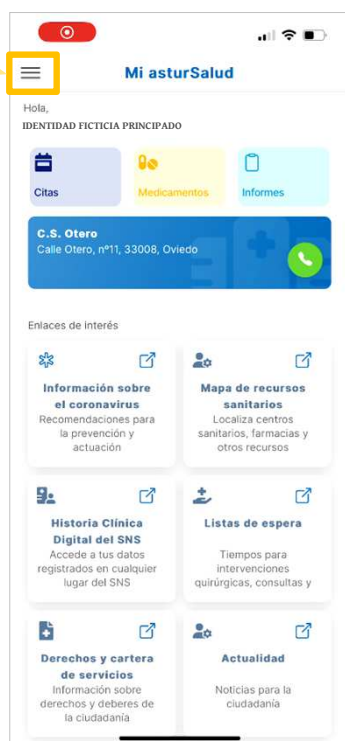 Mi asturSalud
Hola,
IDENTIDAD FICTICIA PRINCIPADO
Citas
Medicamentos
Informes
C.S. Otero
Calle Otero, nº11, 33008, Oviedo
Enlaces de interés
Información sobre
el coronavirus
Recomendaciones para
la prevención y
actuación
Mapa de recursos
sanitarios
Localiza centros
sanitarios, farmacias y
otros recursos
Historia Clínica
Digital del SNS
Accede a tus datos
registrados en cualquier
lugar del SNS
Listas de espera
Tiempos para
intervenciones
quirúrgicas, consultas y
Derechos y cartera
de servicios
Información sobre
derechos y deberes de
la ciudadanía
Actualidad
Noticias para la
ciudadanía